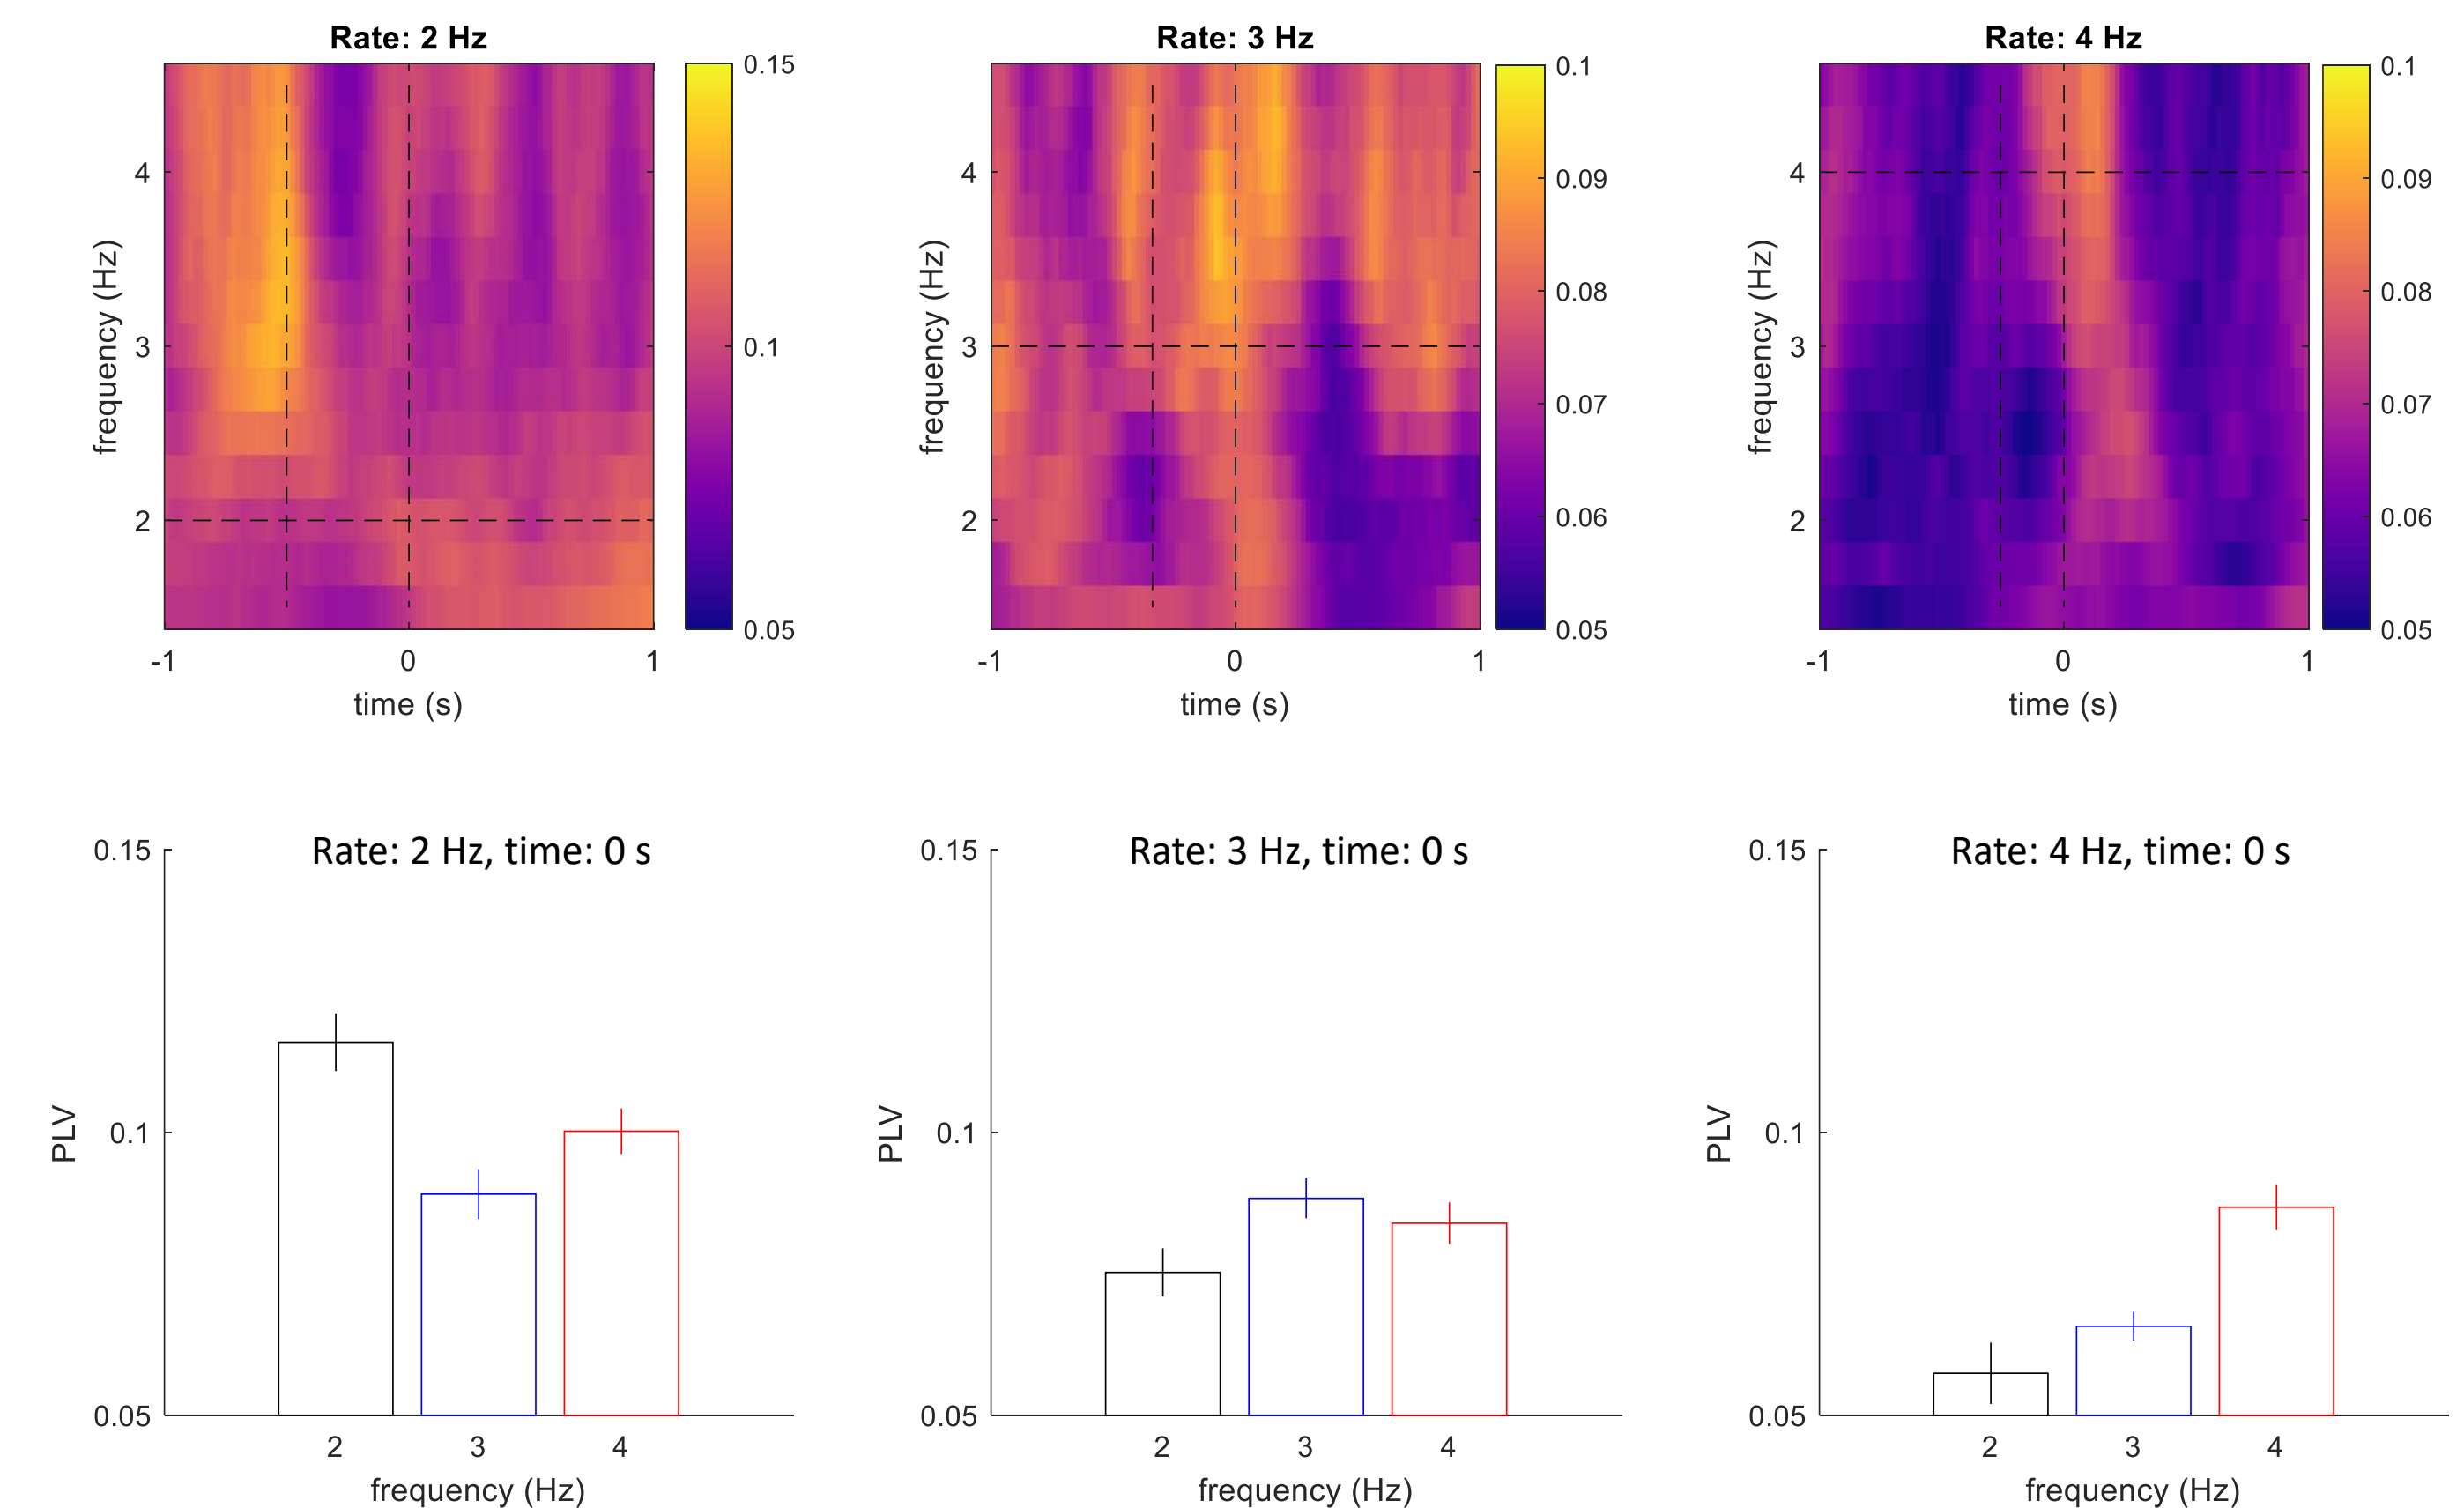 Rate: 2 Hz
frequency (Hz)
4
3
2
-1
0
1
time (s)
0.15
0.1
0.05
Rate: 3 Hz
frequency (Hz)
4
3
2
-1
0
1
time (s)
0.1
0.09
0.08
0.07
0.06
0.05
Rate: 4 Hz
frequency (Hz)
4
3
2
-1
0
1
time (s)
0.1
0.09
0.08
0.07
0.06
0.05
Rate: 2 Hz, time: 0 s
PLV
0.15
0.1
0.05
2 3 4
frequency (Hz)
Rate: 3 Hz, time: 0 s
PLV
0.15
0.1
0.05
2 3 4
frequency (Hz)
Rate: 4 Hz, time: 0 s
PLV
0.15
0.1
0.05
2 3 4
frequency (Hz)